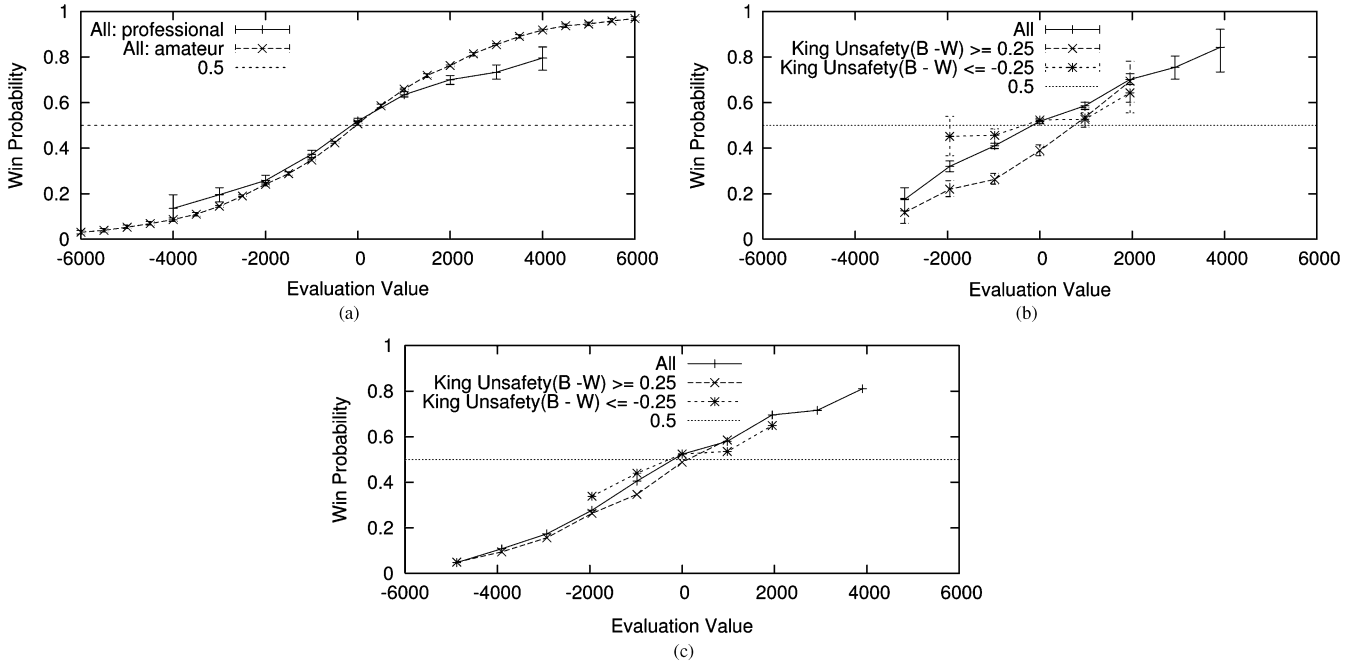 1
0.8
0.6
0.4
0.2
0
Win Probability
All: professional
All: amateur
0.5
-6000 -4000 -2000 0 2000 4000 6000
Evaluation Value
(a)
1
0.8
0.6
0.4
0.2
0
Win Probability
All
King Unsafety(B -W) >= 0.25
King Unsafety(B - W) <= -0.25
0.5
-6000 -4000 -2000 0 2000 4000 6000
Evaluation Value
(b)
1
0.8
0.6
0.4
0.2
0
Win Probability
All
King Unsafety(B -W) >= 0.25
King Unsafety(B - W) <= -0.25
0.5
-6000 -4000 -2000 0 2000 4000 6000
Evaluation Value
(c)